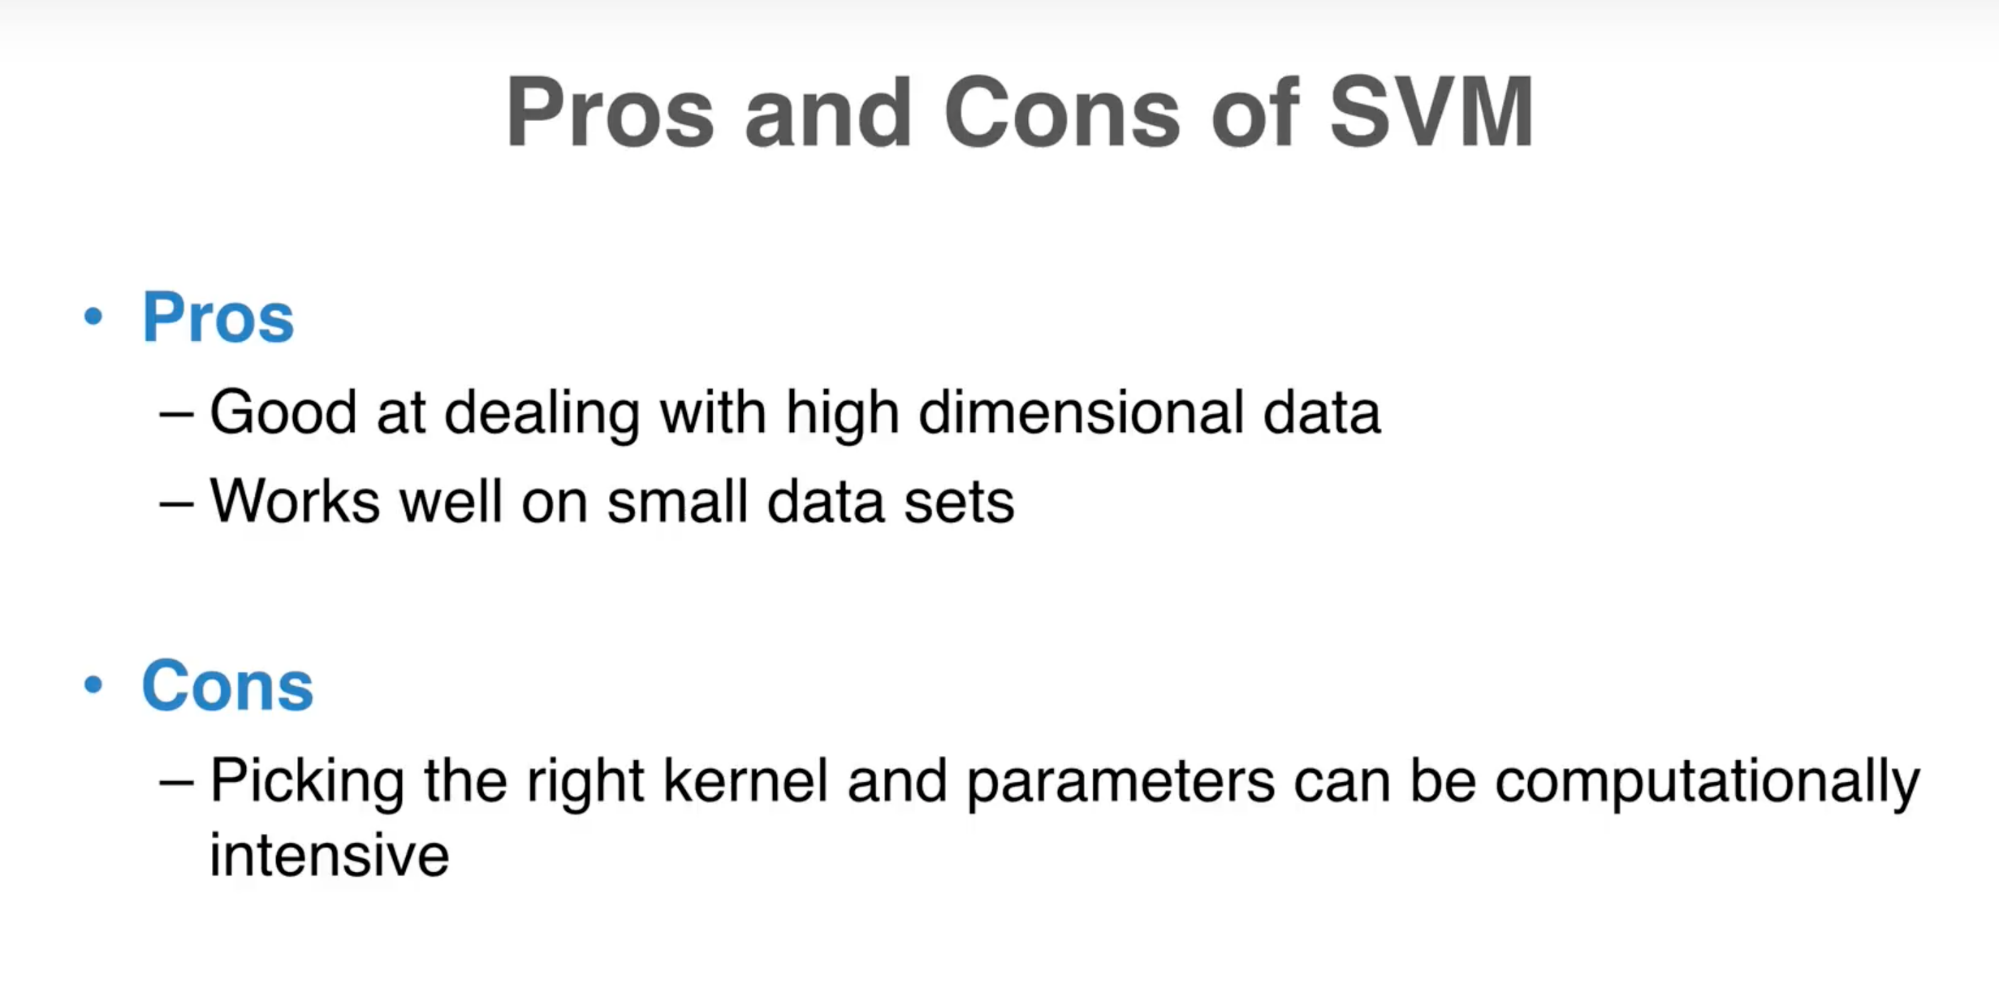 Pros and Cons of SVM
• Pros
– Good at dealing with high dimensional data
– Works well on small data sets
• Cons
– Picking the right kernel and parameters can be computationally
intensive